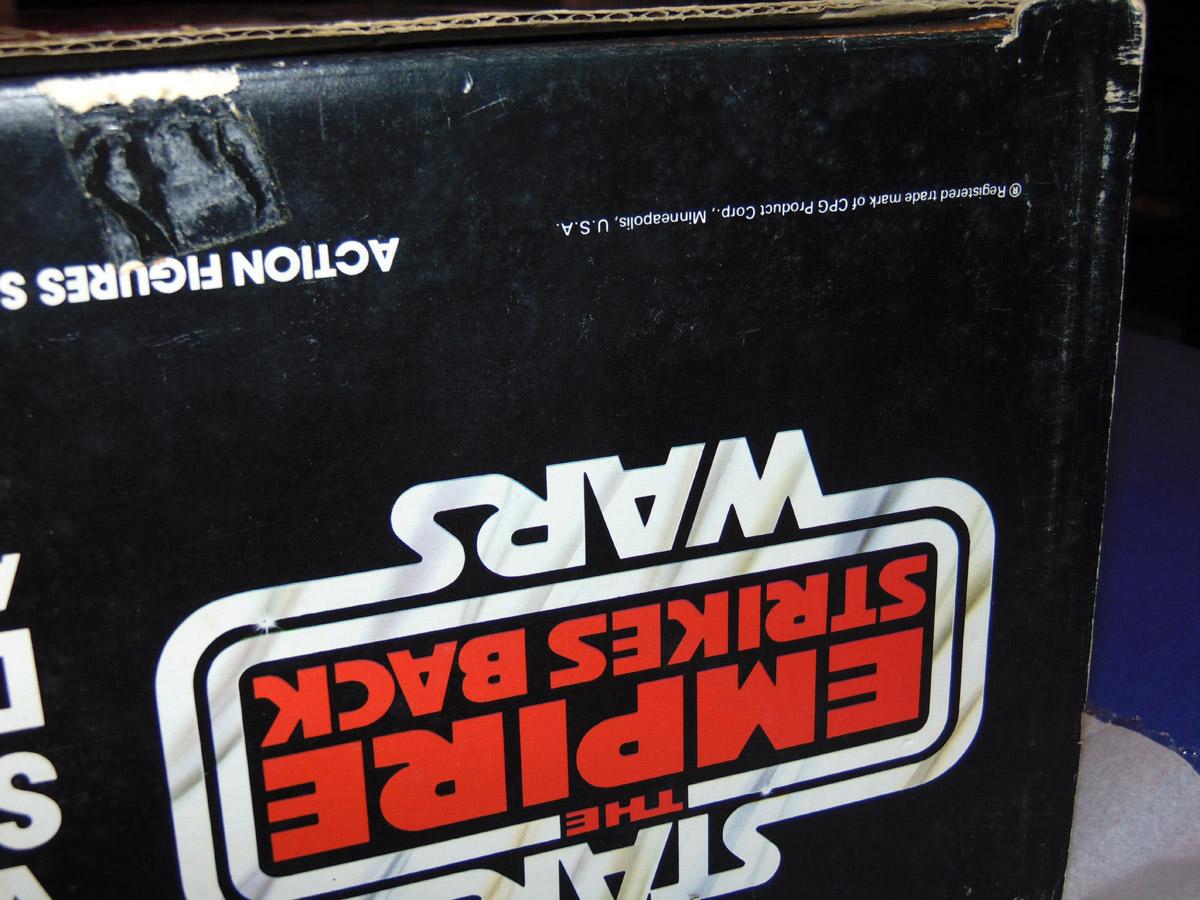 STAR
THE
EMPIRE
STRIKES BACK
WARS
ACTION FIGURES S
® Registered trade mark of CPG Product Corp., Minneapolis, U.S.A.